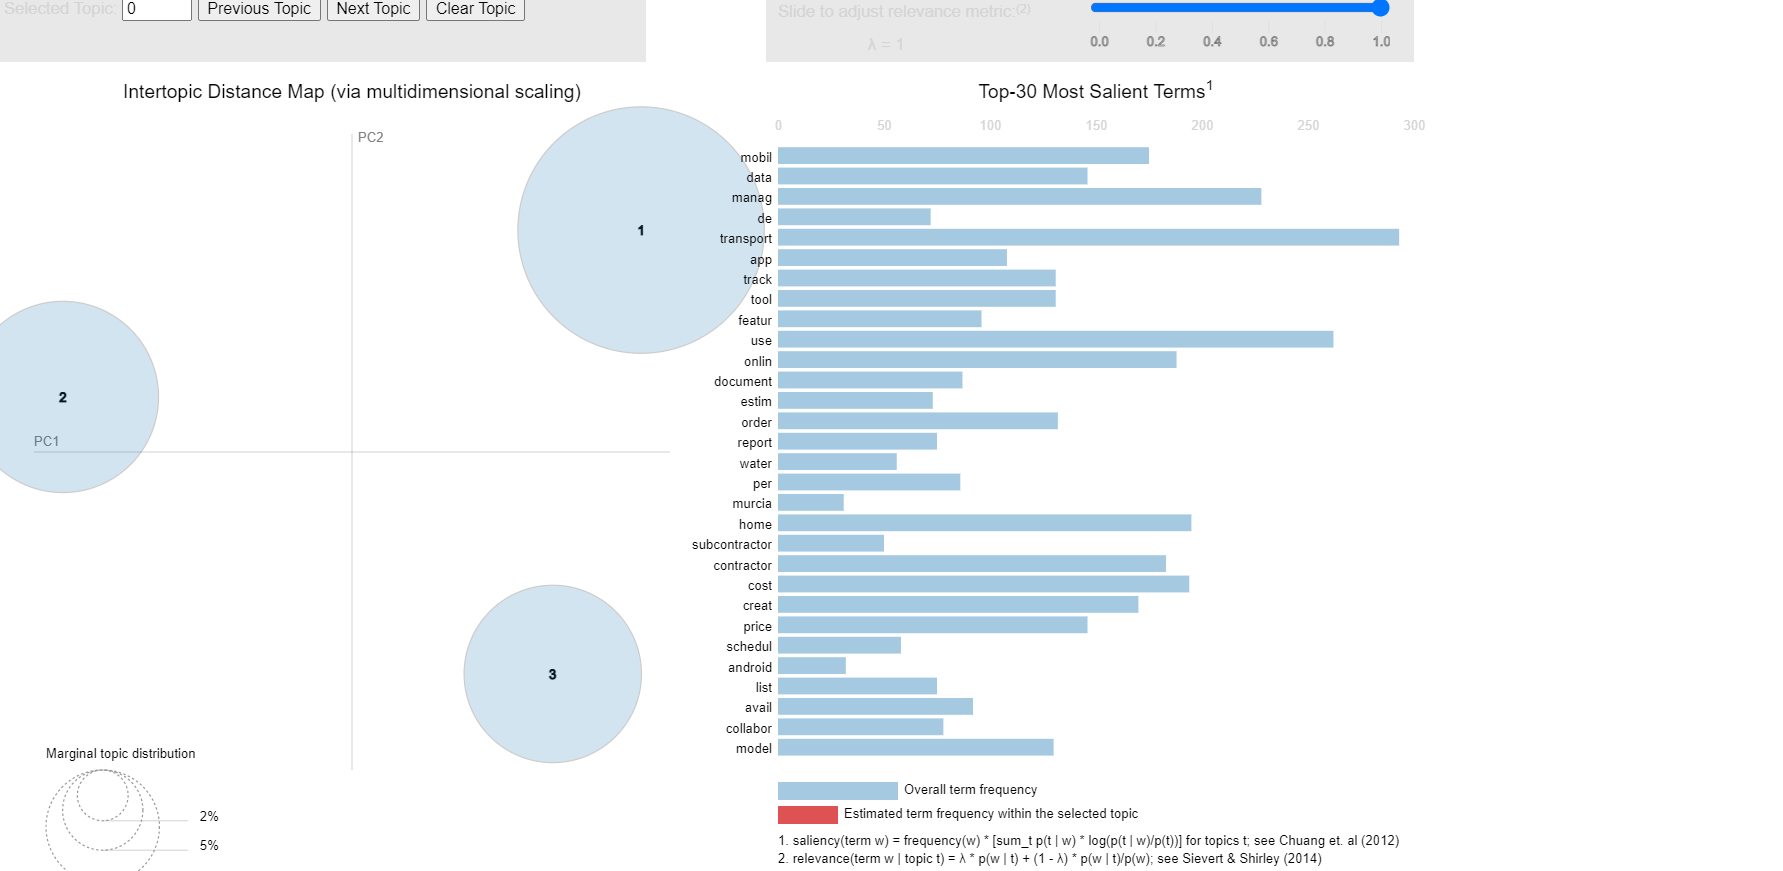 Selected Topic: 0 Previous Topic Next Topic Clear Topic
Slide to adjust relevance metric:(2)
λ = 1
0.0 0.2 0.4 0.6 0.8 1.0
Intertopic Distance Map (via multidimensional scaling)
PC2
1
2
PC1
3
Marginal topic distribution
2%
5%
Top-30 Most Salient Terms1
0 50 100 150 200 250 300
mobil
data
manag
de
transport
app
track
tool
featur
use
onlin
document
estim
order
report
water
per
murcia
home
subcontractor
contractor
cost
creat
price
schedul
android
list
avail
collabor
model
Overall term frequency
Estimated term frequency within the selected topic
1. saliency(term w) = frequency(w) * [sum_t p(t | w) * log(p(t | w)/p(t))] for topics t; see Chuang et. al (2012)
2. relevance(term w | topic t) = λ * p(w | t) + (1 - λ) * p(w | t)/p(w); see Sievert & Shirley (2014)